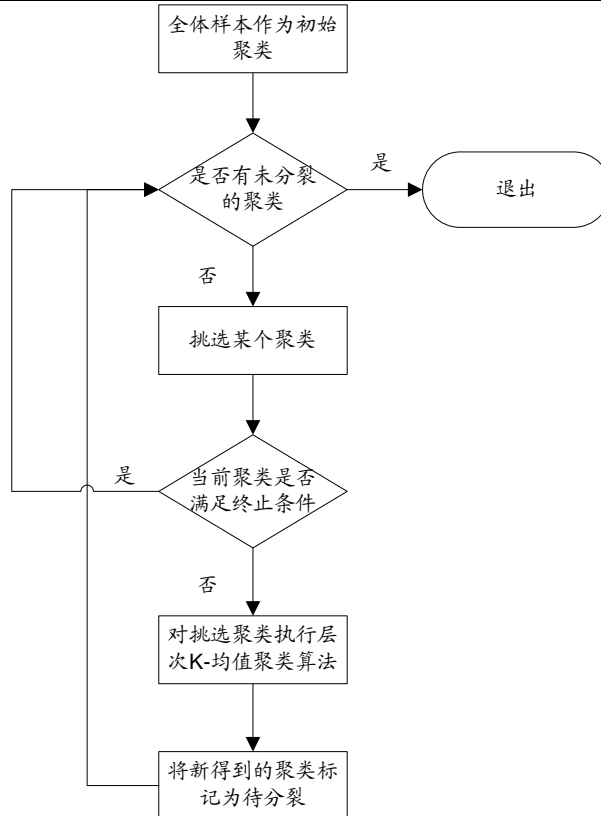 全体样本作为初始
聚类
是否有未分裂
的聚类
是
退出
否
挑选某个聚类
当前聚类是否
满足终止条件
是
否
对挑选聚类执行层
次K-均值聚类算法
将新得到的聚类标
记为待分裂